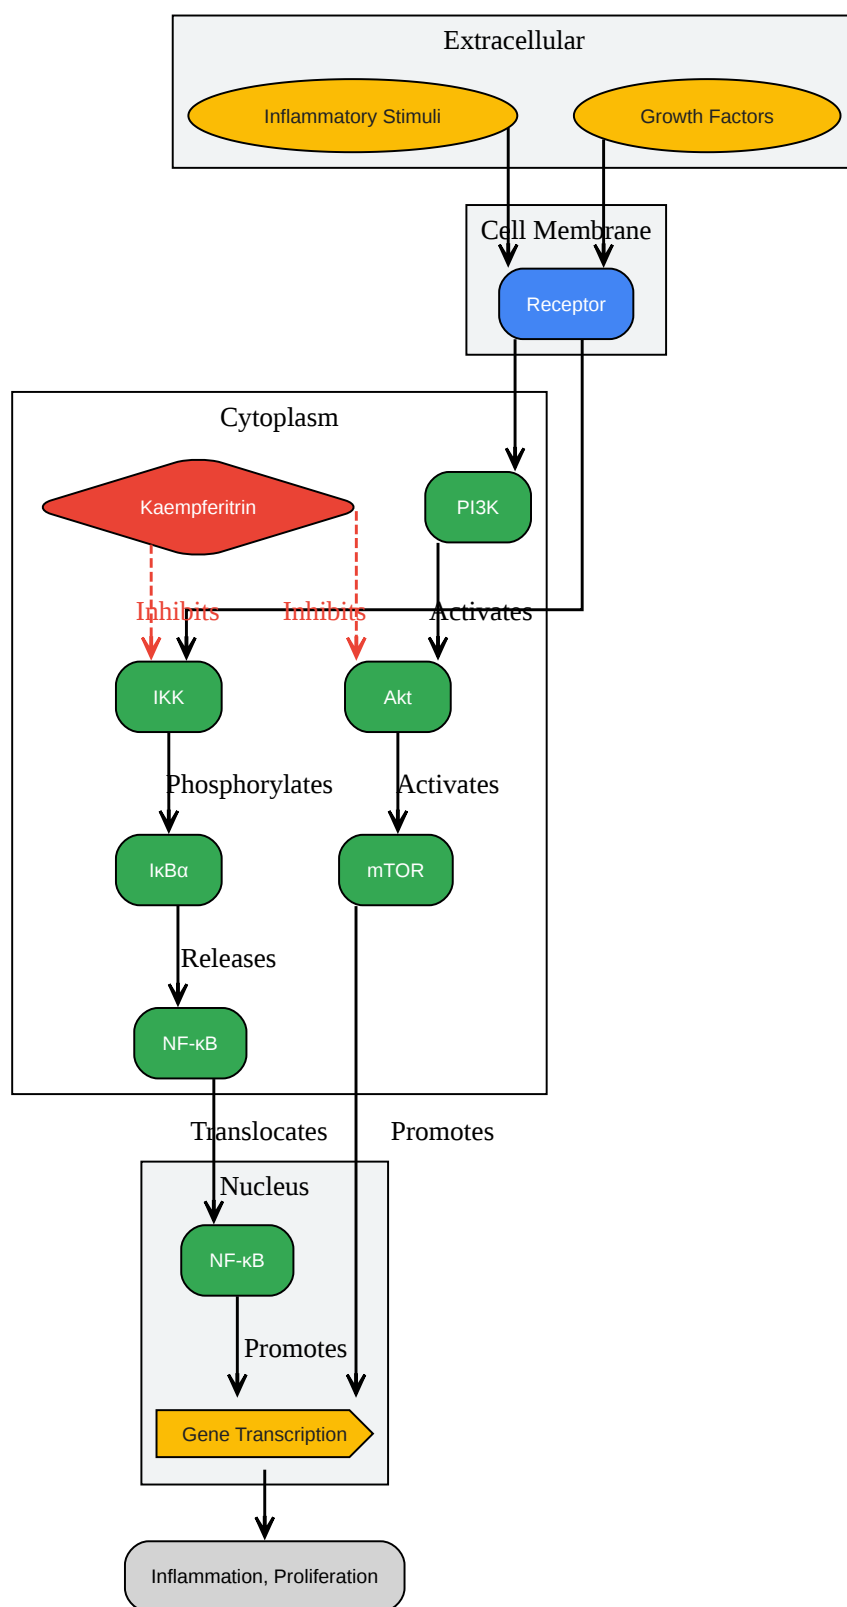 Extracellular
Inflammatory Stimuli
Growth Factors
Cell Membrane
Receptor
Cytoplasm
Kaempferitrin
PI3K
Inhibits
Inhibits
Activates
IKK
Akt
Phosphorylates
Activates
IκBα
mTOR
Releases
NF-κB
Translocates
Promotes
Nucleus
NF-κB
Promotes
Gene Transcription
Inflammation, Proliferation